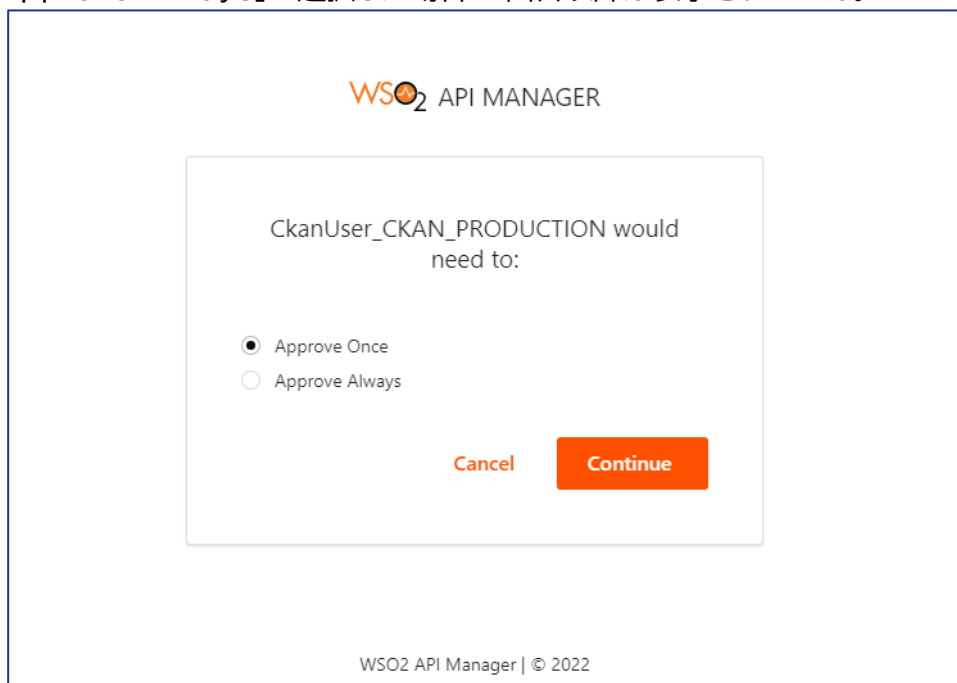 WSO2 API MANAGER
CkanUser_CKAN_PRODUCTION would
need to:
Approve Once
Approve Always
Cancel
Continue
WSO2 API Manager | © 2022